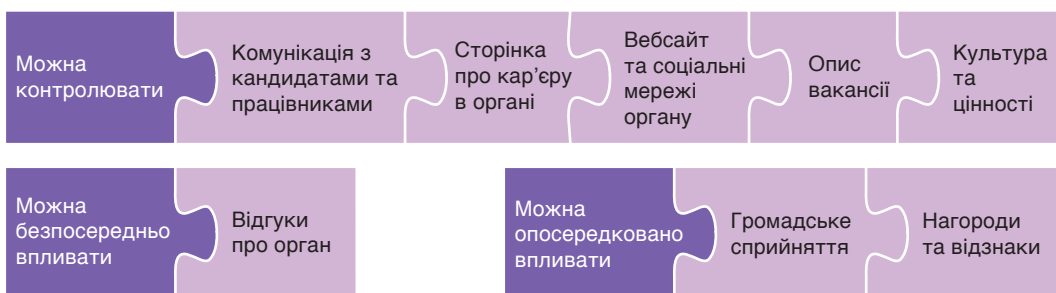 Можна
контролювати
Комунікація з
кандидатами та
працівниками
Сторінка
про кар’єру
в органі
Вебсайт
та соціальні
мережі
органу
Опис
вакансії
Культура
та
цінності
Можна
безпосередньо
впливати
Відгуки
про орган
Можна
опосередковано
впливати
Громадське
сприйняття
Нагороди
та відзнаки